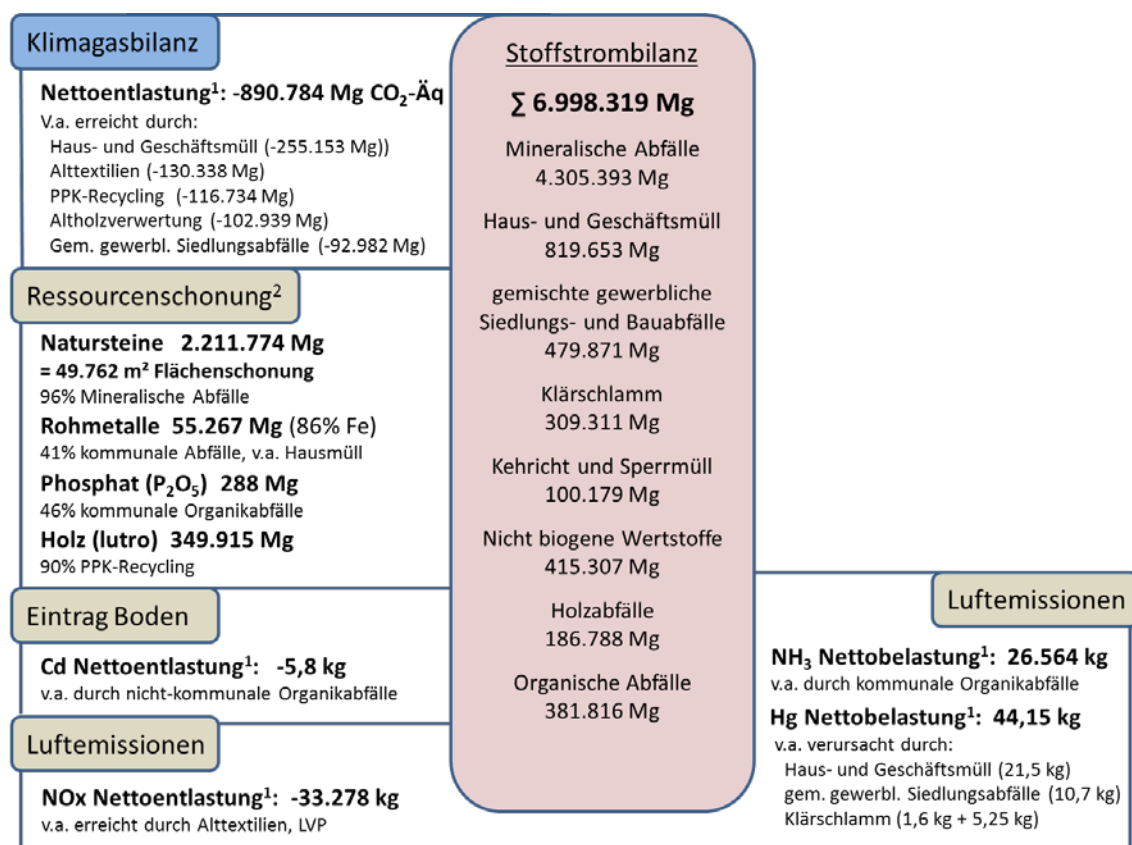 Klimagasbilanz
Nettoentlastung¹: -890.784 Mg CO₂-Äq
V.a. erreicht durch:
Haus- und Geschäftsmüll (-255.153 Mg))
Alttextilien (-130.338 Mg)
PPK-Recycling (-116.734 Mg)
Altholzverwertung (-102.939 Mg)
Gem. gewerbl. Siedlungsabfälle (-92.982 Mg)
Ressourcenschonung²
Natursteine 2.211.774 Mg
= 49.762 m² Flächenschonung
96% Mineralische Abfälle
Rohmetalle 55.267 Mg (86% Fe)
41% kommunale Abfälle, v.a. Hausmüll
Phosphat (P₂O₅) 288 Mg
46% kommunale Organikabfälle
Holz (lutro) 349.915 Mg
90% PPK-Recycling
Eintrag Boden
Cd Nettoentlastung¹: -5,8 kg
v.a. durch nicht-kommunale Organikabfälle
Luftemissionen
NOx Nettoentlastung¹: -33.278 kg
v.a. erreicht durch Alttextilien, LVP
Stoffstrombilanz
∑ 6.998.319 Mg
Mineralische Abfälle
4.305.393 Mg
Haus- und Geschäftsmüll
819.653 Mg
gemischte gewerbliche
Siedlungs- und Bauabfälle
479.871 Mg
Klärschlamm
309.311 Mg
Kehricht und Sperrmüll
100.179 Mg
Nicht biogene Wertstoffe
415.307 Mg
Holzabfälle
186.788 Mg
Organische Abfälle
381.816 Mg
Luftemissionen
NH₃ Nettobelastung¹: 26.564 kg
v.a. durch kommunale Organikabfälle
Hg Nettobelastung¹: 44,15 kg
v.a. verursacht durch:
Haus- und Geschäftsmüll (21,5 kg)
gem. gewerbl. Siedlungsabfälle (10,7 kg)
Klärschlamm (1,6 kg + 5,25 kg)